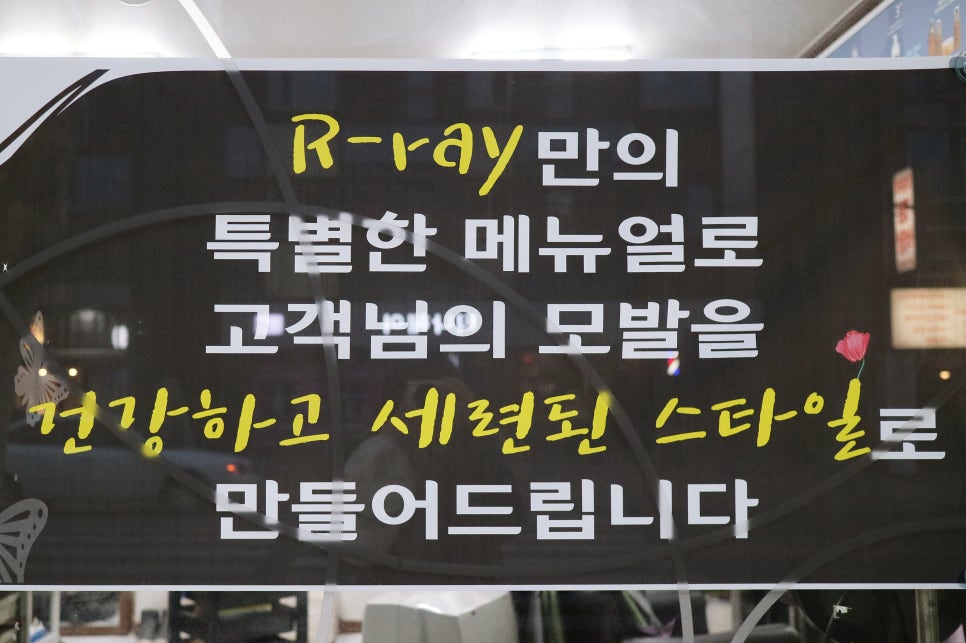 R-ray만의
특별한 메뉴얼로
고객님의 모발을
건강하고 세련된 스타일로
만들어드립니다